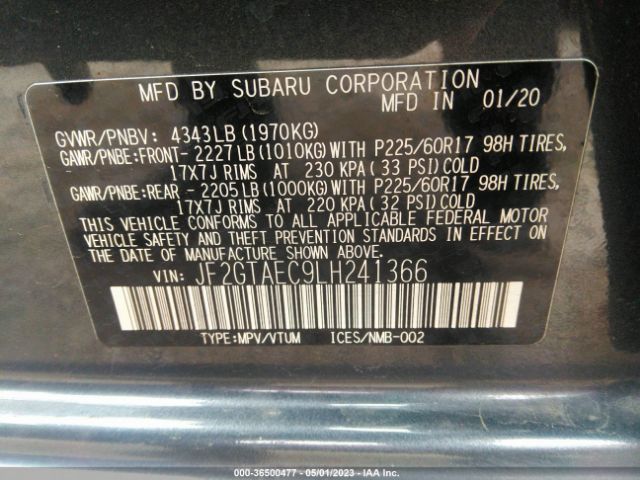 MFD BY SUBARU CORPORATION
MFD IN 01/20
GVWR/PNBV: 4343LB (1970KG)
GAWR/PNBE:FRONT- 2227LB(1010KG)WITH P225/60R17 98H TIRES,
17X7J RIMS AT 230 KPA( 33 PSI)COLD
GAWR/PNBE:REAR - 2205LB(1000KG)WITH P225/60R17 98H TIRES,
17X7J RIMS AT 220 KPA( 32 PSI)COLD
THIS VEHICLE CONFORMS TO ALL APPLICABLE FEDERAL MOTOR
VEHICLE SAFETY AND THEFT PREVENTION STANDARDS IN EFFECT ON
THE DATE OF MANUFACTURE SHOWN ABOVE.
VIN: JF2GTAEC9LH241366
TYPE:MPV/VTUM ICES/NMB-002
000-36500477 - 05/01/2023 - IAA Inc.